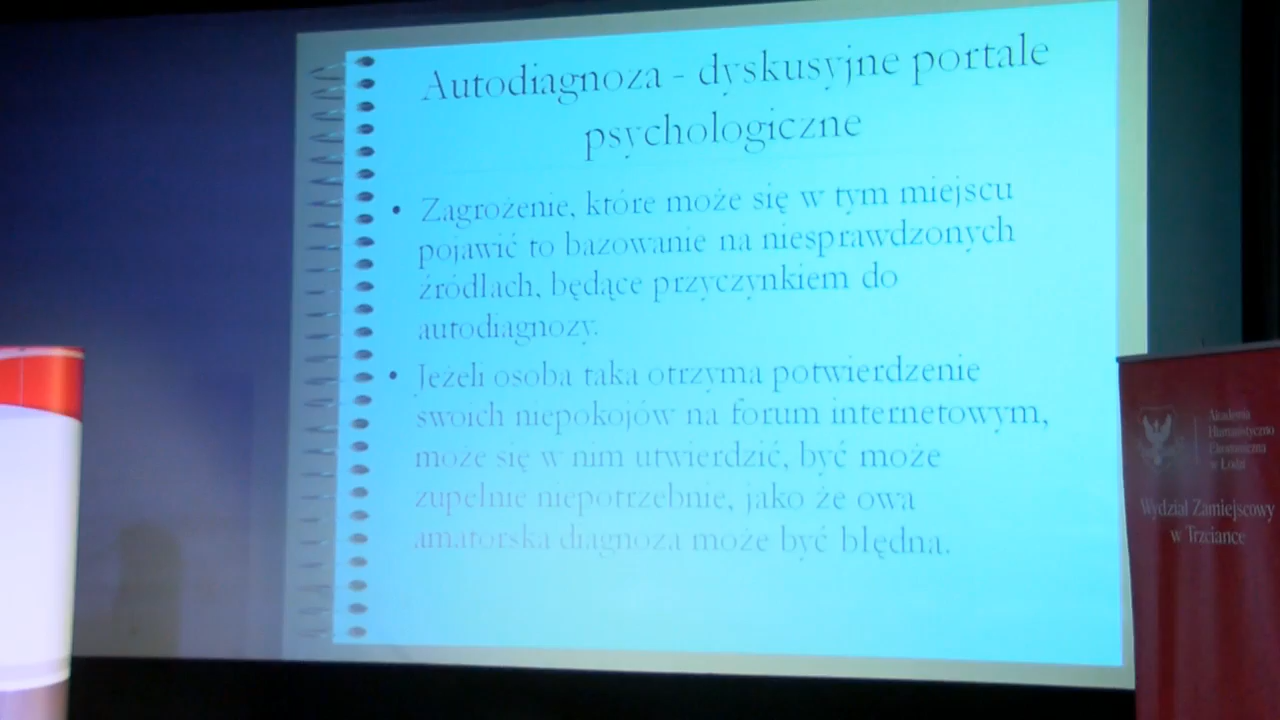 Autodiagnoza - dyskusyjne portale
psychologiczne
• Zagrożenie, które może się w tym miejscu
pojawić to bazowanie na niesprawdzonych
źródłach, będące przyczynkiem do
autodiagnozy.
• Jeżeli osoba taka otrzyma potwierdzenie
swoich niepokojów na forum internetowym,
może się w nim utwierdzić, być może
zupełnie niepotrzebnie, jako że owa
amatorska diagnoza może być błędna.
Akademia
Humanistyczno
Ekonomiczna
w Łodzi
Wydział Zamiejscowy
w Trzciance